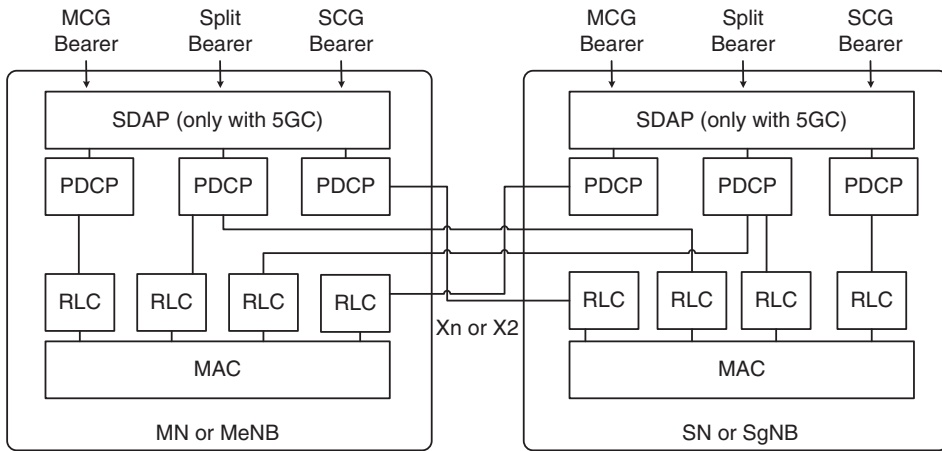 MCG Bearer
Split Bearer
SCG Bearer
MCG Bearer
Split Bearer
SCG Bearer
SDAP (only with 5GC)
SDAP (only with 5GC)
PDCP
PDCP
PDCP
PDCP
PDCP
PDCP
RLC
RLC
RLC
RLC
RLC
RLC
RLC
RLC
Xn or X2
MAC
MAC
MN or MeNB
SN or SgNB